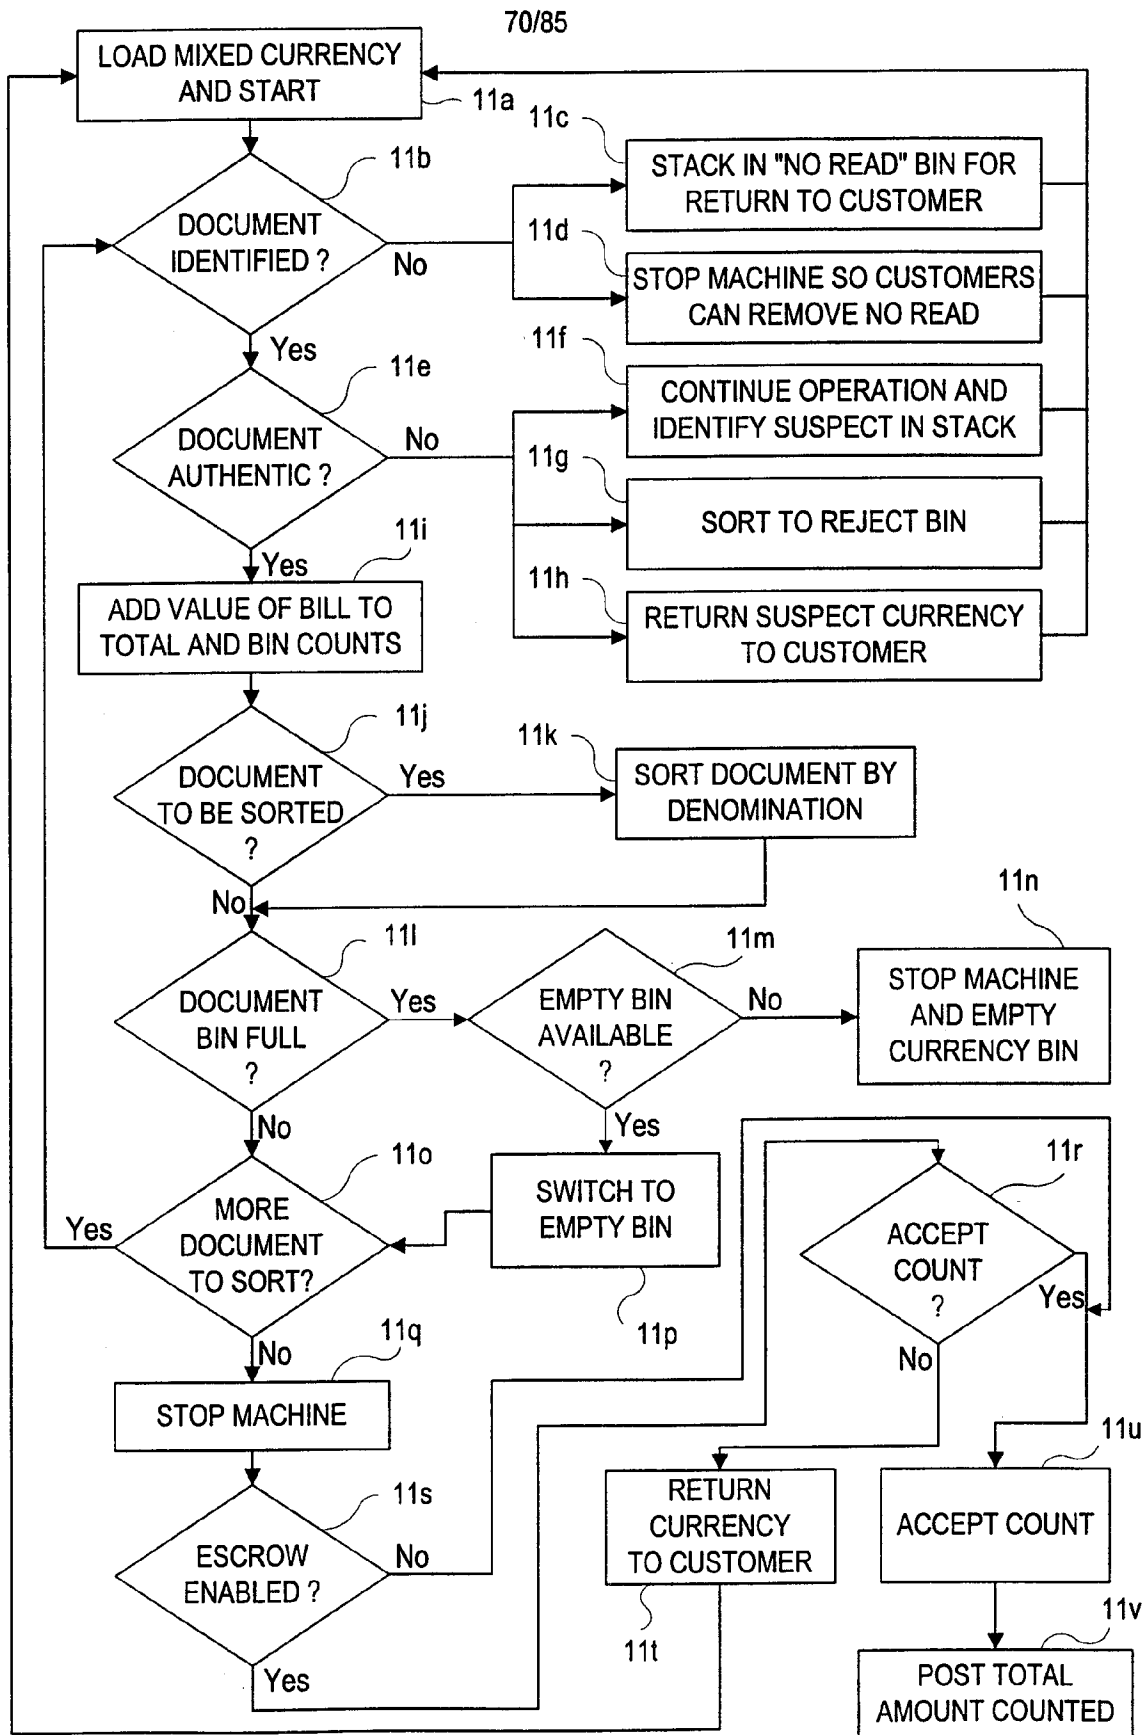 70/85
LOAD MIXED CURRENCY
AND START
11a
11b
DOCUMENT
IDENTIFIED ?
No
Yes
11c
STACK IN "NO READ" BIN FOR
RETURN TO CUSTOMER
11d
STOP MACHINE SO CUSTOMERS
CAN REMOVE NO READ
11e
DOCUMENT
AUTHENTIC ?
No
Yes
11f
CONTINUE OPERATION AND
IDENTIFY SUSPECT IN STACK
11g
SORT TO REJECT BIN
11h
RETURN SUSPECT CURRENCY
TO CUSTOMER
11i
ADD VALUE OF BILL TO
TOTAL AND BIN COUNTS
11j
DOCUMENT
TO BE SORTED
?
Yes
No
11k
SORT DOCUMENT BY
DENOMINATION
11l
DOCUMENT
BIN FULL
?
Yes
No
11m
EMPTY BIN
AVAILABLE
?
No
Yes
11n
STOP MACHINE
AND EMPTY
CURRENCY BIN
11o
MORE
DOCUMENT
TO SORT?
Yes
No
SWITCH TO
EMPTY BIN
11p
11r
ACCEPT
COUNT
?
Yes
No
11q
STOP MACHINE
11s
ESCROW
ENABLED ?
No
Yes
RETURN
CURRENCY
TO CUSTOMER
11t
11u
ACCEPT COUNT
11v
POST TOTAL
AMOUNT COUNTED